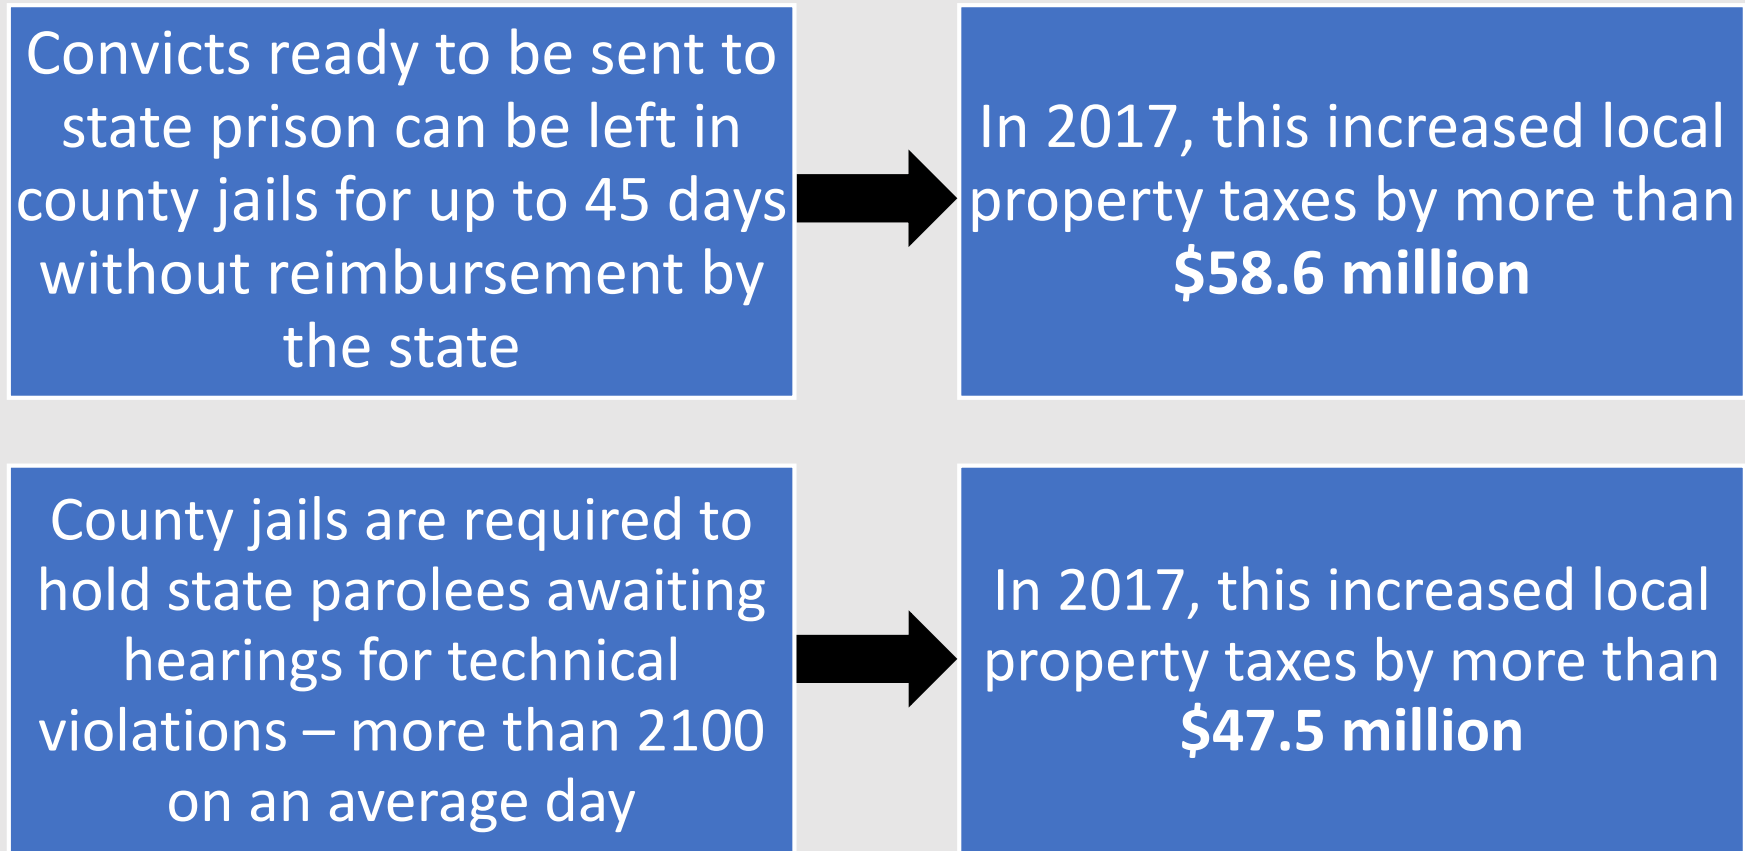 Convicts ready to be sent to
state prison can be left in
county jails for up to 45 days
without reimbursement by
the state
In 2017, this increased local
property taxes by more than
$58.6 million
County jails are required to
hold state parolees awaiting
hearings for technical
violations – more than 2100
on an average day
In 2017, this increased local
property taxes by more than
$47.5 million